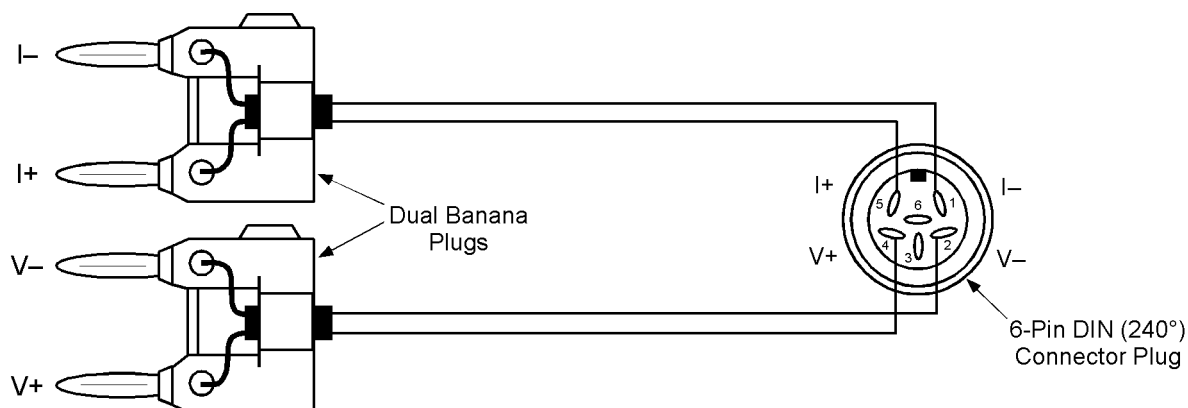 I–
I+
Dual Banana
Plugs
V–
V+
I+
I–
5
6
1
4
3
2
V+
V–
6-Pin DIN (240°)
Connector Plug